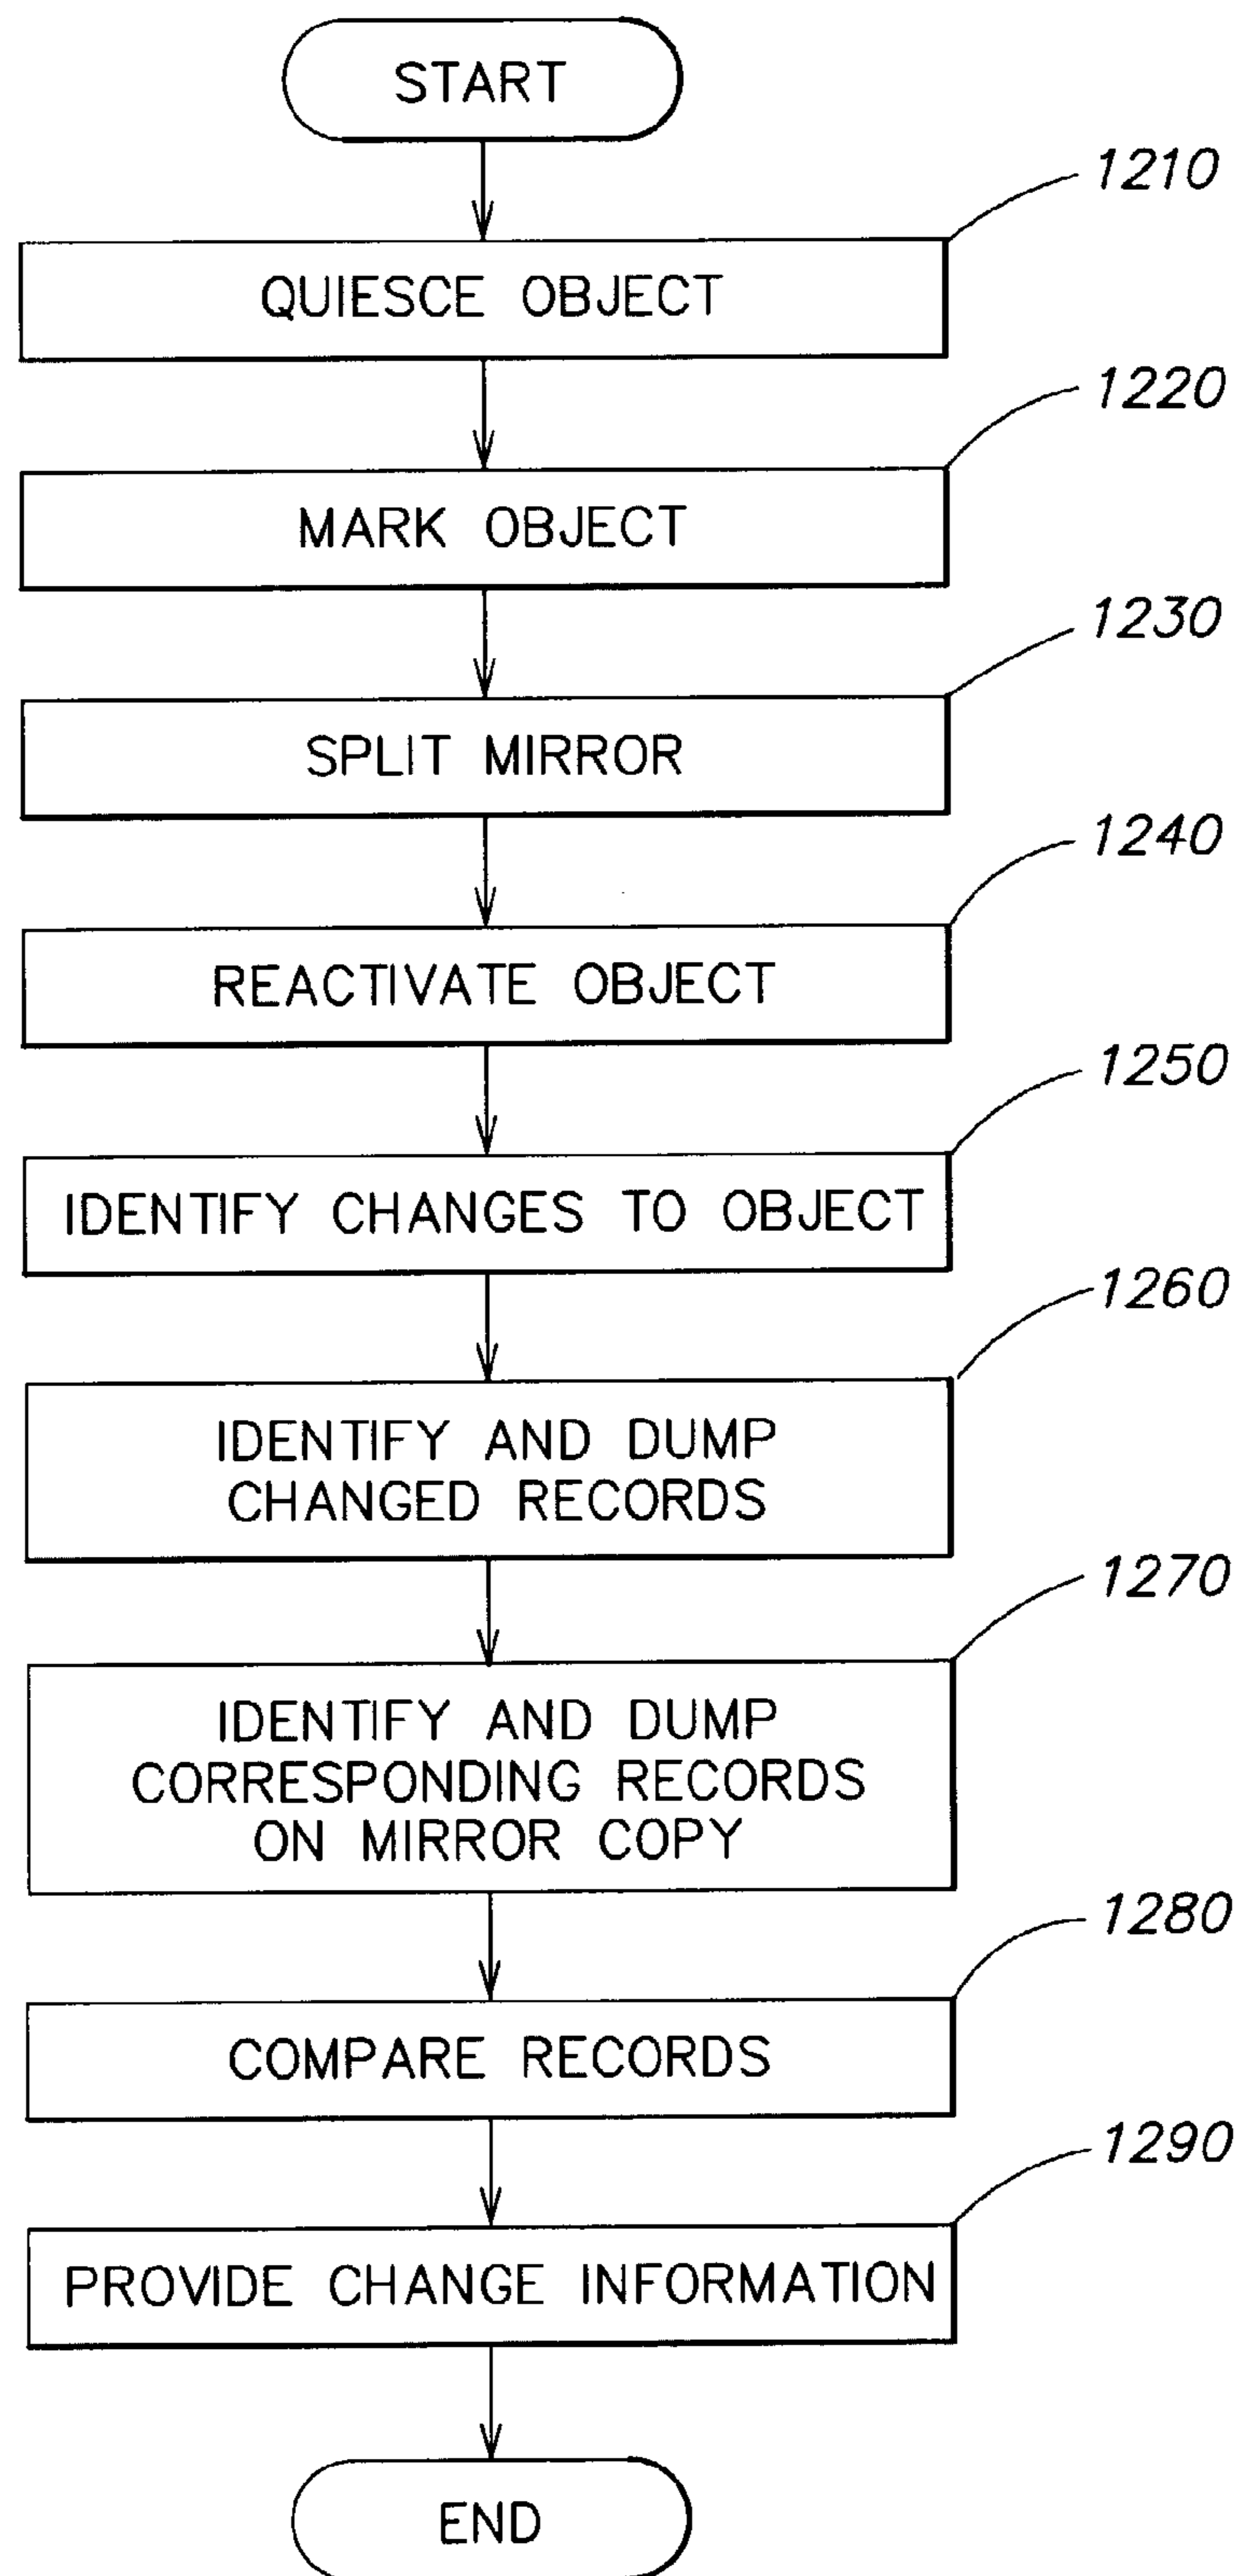 START
1210
QUIESCE OBJECT
1220
MARK OBJECT
1230
SPLIT MIRROR
1240
REACTIVATE OBJECT
1250
IDENTIFY CHANGES TO OBJECT
1260
IDENTIFY AND DUMP
CHANGED RECORDS
1270
IDENTIFY AND DUMP
CORRESPONDING RECORDS
ON MIRROR COPY
1280
COMPARE RECORDS
1290
PROVIDE CHANGE INFORMATION
END